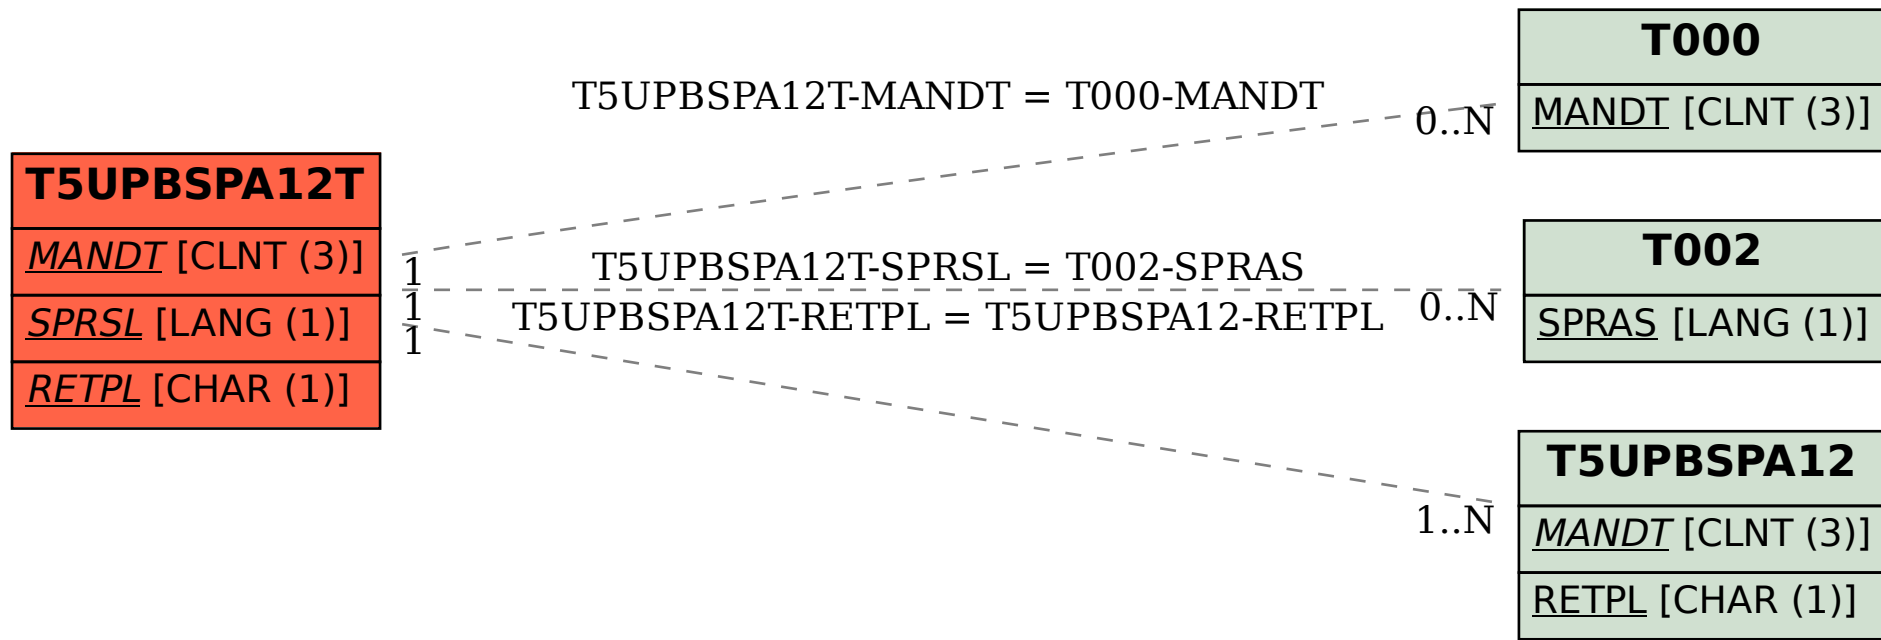 T5UPBSPA12T
MANDT [CLNT (3)]
SPRSL [LANG (1)]
RETPL [CHAR (1)]
T5UPBSPA12T-MANDT = T000-MANDT
0..N
1
T5UPBSPA12T-SPRSL = T002-SPRAS
0..N
1
T5UPBSPA12T-RETPL = T5UPBSPA12-RETPL
1..N
1
T000
MANDT [CLNT (3)]
T002
SPRAS [LANG (1)]
T5UPBSPA12
MANDT [CLNT (3)]
RETPL [CHAR (1)]